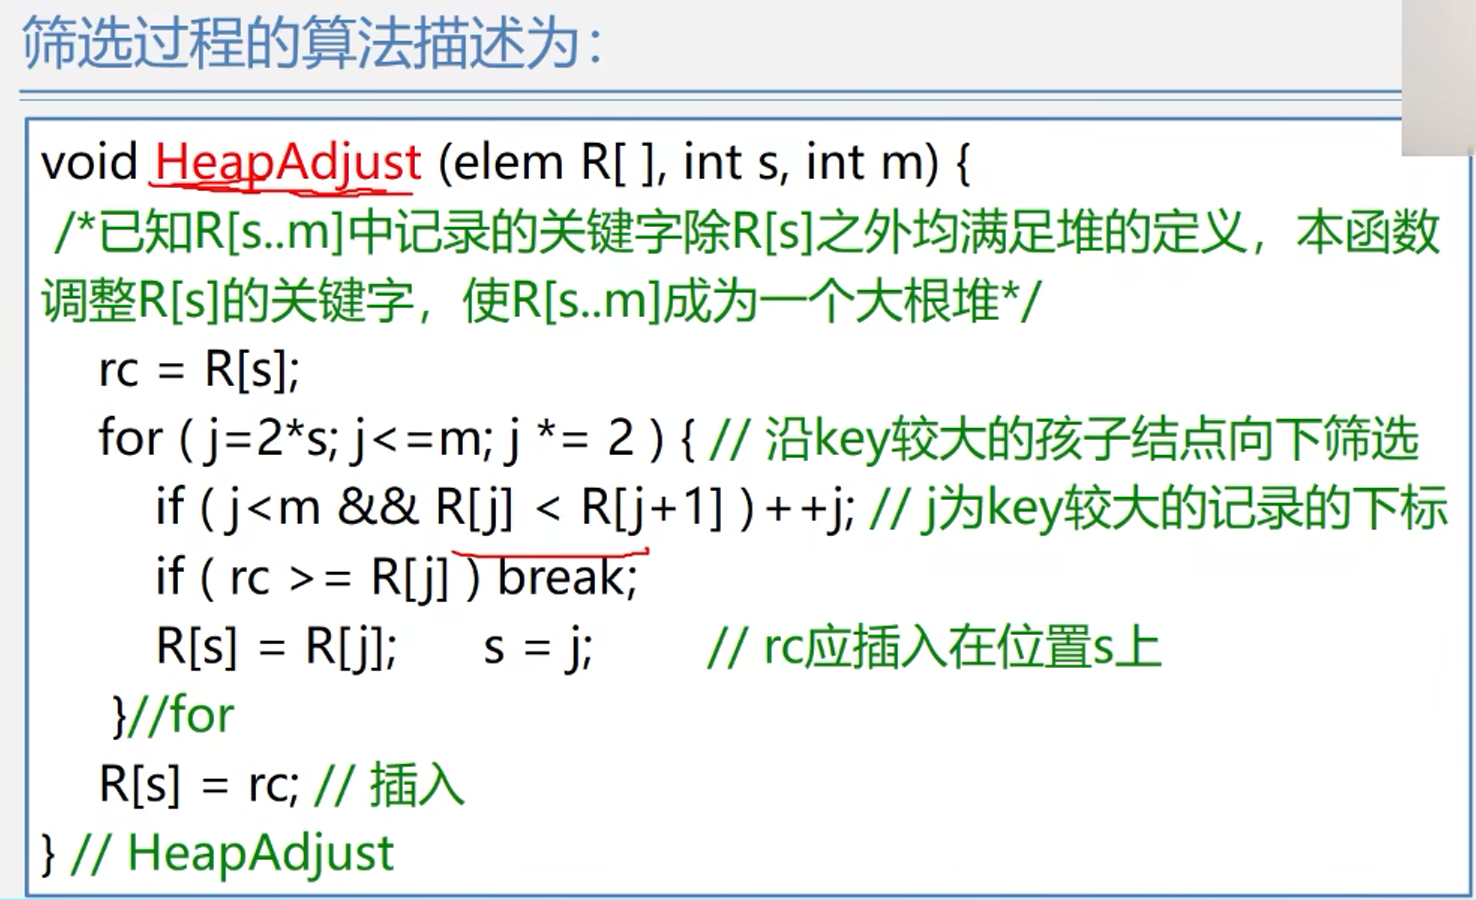 筛选过程的算法描述为：
void HeapAdjust (elem R[ ], int s, int m) {
/*已知R[s..m]中记录的关键字除R[s]之外均满足堆的定义，本函数
调整R[s]的关键字，使R[s..m]成为一个大根堆*/
rc = R[s];
for ( j=2*s; j<=m; j *= 2 ) { // 沿key较大的孩子结点向下筛选
if ( j<m && R[j] < R[j+1] )++j; // j为key较大的记录的下标
if ( rc >= R[j] ) break;
R[s] = R[j]; s = j; // rc应插入在位置s上
}//for
R[s] = rc; // 插入
} // HeapAdjust